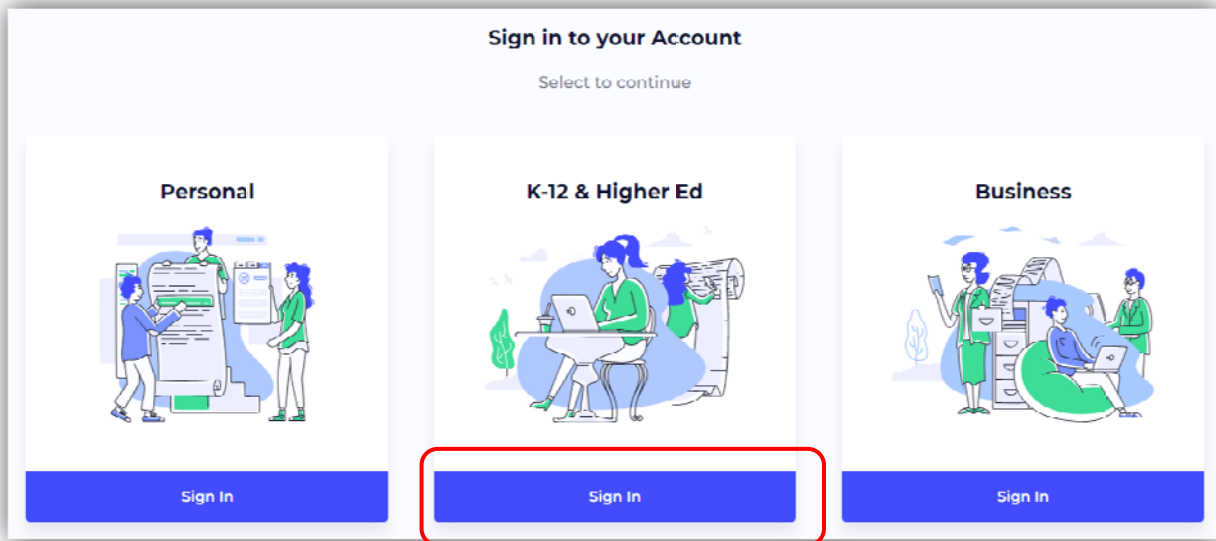 Sign in to your Account
Select to continue
Personal
K-12 & Higher Ed
Business
Sign In
Sign In
Sign In